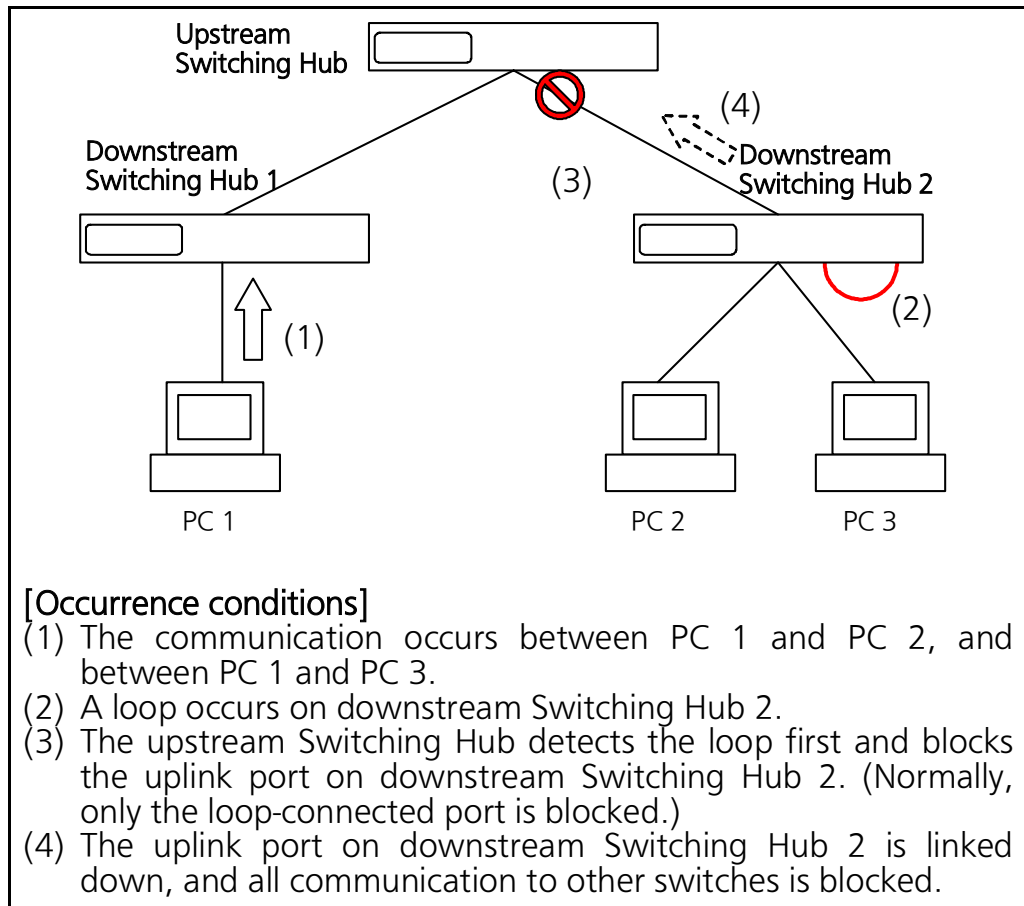 Upstream
Switching Hub
(4)
Downstream
Switching Hub 1
(3)
Downstream
Switching Hub 2
(1)
(2)
PC 1
PC 2
PC 3
[Occurrence conditions]
(1) The communication occurs between PC 1 and PC 2, and
between PC 1 and PC 3.
(2) A loop occurs on downstream Switching Hub 2.
(3) The upstream Switching Hub detects the loop first and blocks
the uplink port on downstream Switching Hub 2. (Normally,
only the loop-connected port is blocked.)
(4) The uplink port on downstream Switching Hub 2 is linked
down, and all communication to other switches is blocked.